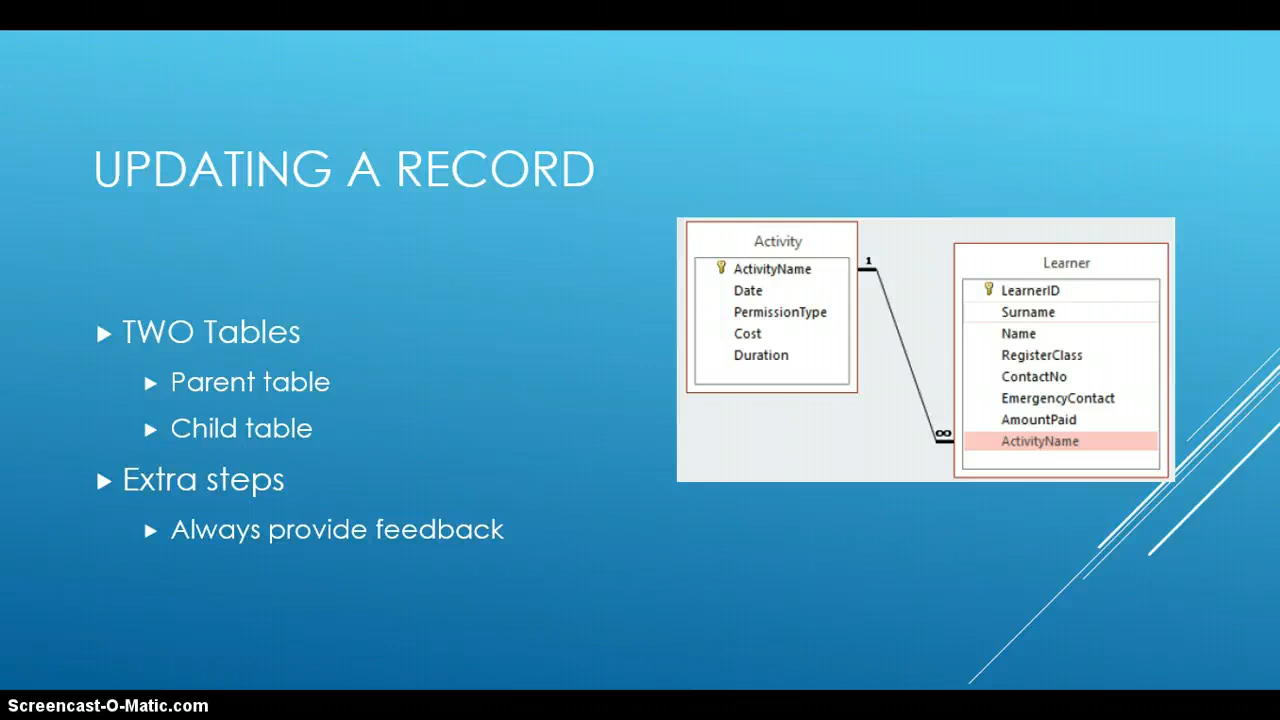 UPDATING A RECORD
TWO Tables
Parent table
Child table
Extra steps
Always provide feedback
Activity
ActivityName
Date
PermissionType
Cost
Duration
1
∞
Learner
LearnerID
Surname
Name
RegisterClass
ContactNo
EmergencyContact
AmountPaid
ActivityName
Screencast-O-Matic.com